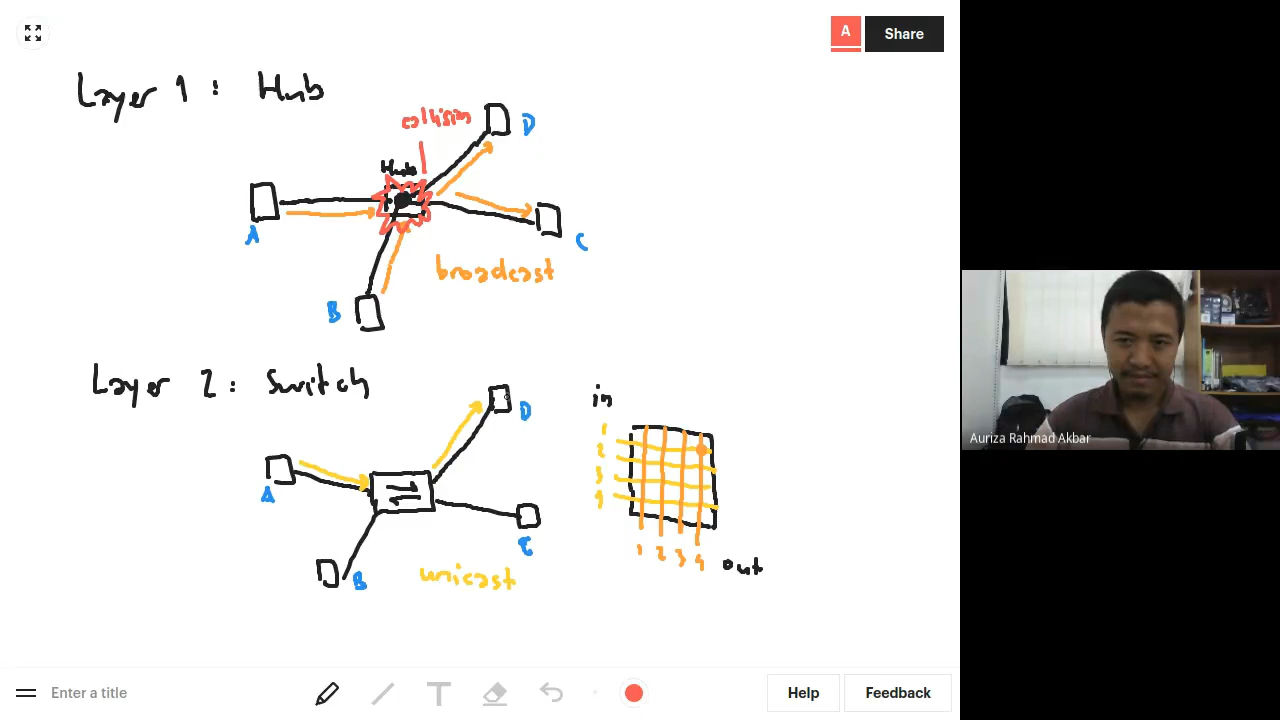 A
Share
Layer 1 : Hub
collision
D
Hub
A
C
broadcast
B
Layer 2 : Switch
D
A
C
B
unicast
in
1
2
3
4
1 2 3 4
out
Auriza Rahmad Akbar
Enter a title
T
Help
Feedback